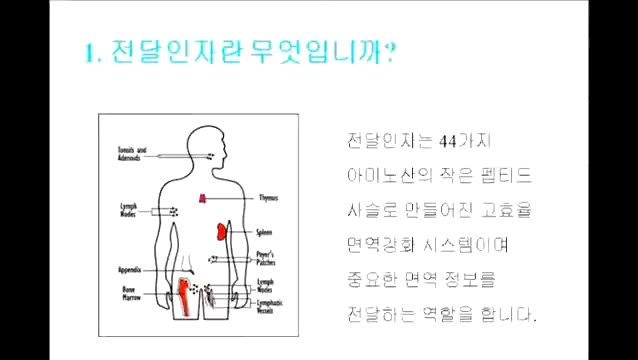 1. 전달인자란 무엇입니까?
전달인자는 44가지
아미노산의 작은 펩티드
사슬로 만들어진 고효율
면역강화 시스템이며
중요한 면역 정보를
전달하는 역할을 합니다.
Tonsils and
Adenoids
Thymus
Lymph
Nodes
Spleen
Peyer's
Patches
Appendix
Bone
Marrow
Lymph
Nodes
Lymphatic
Vessels